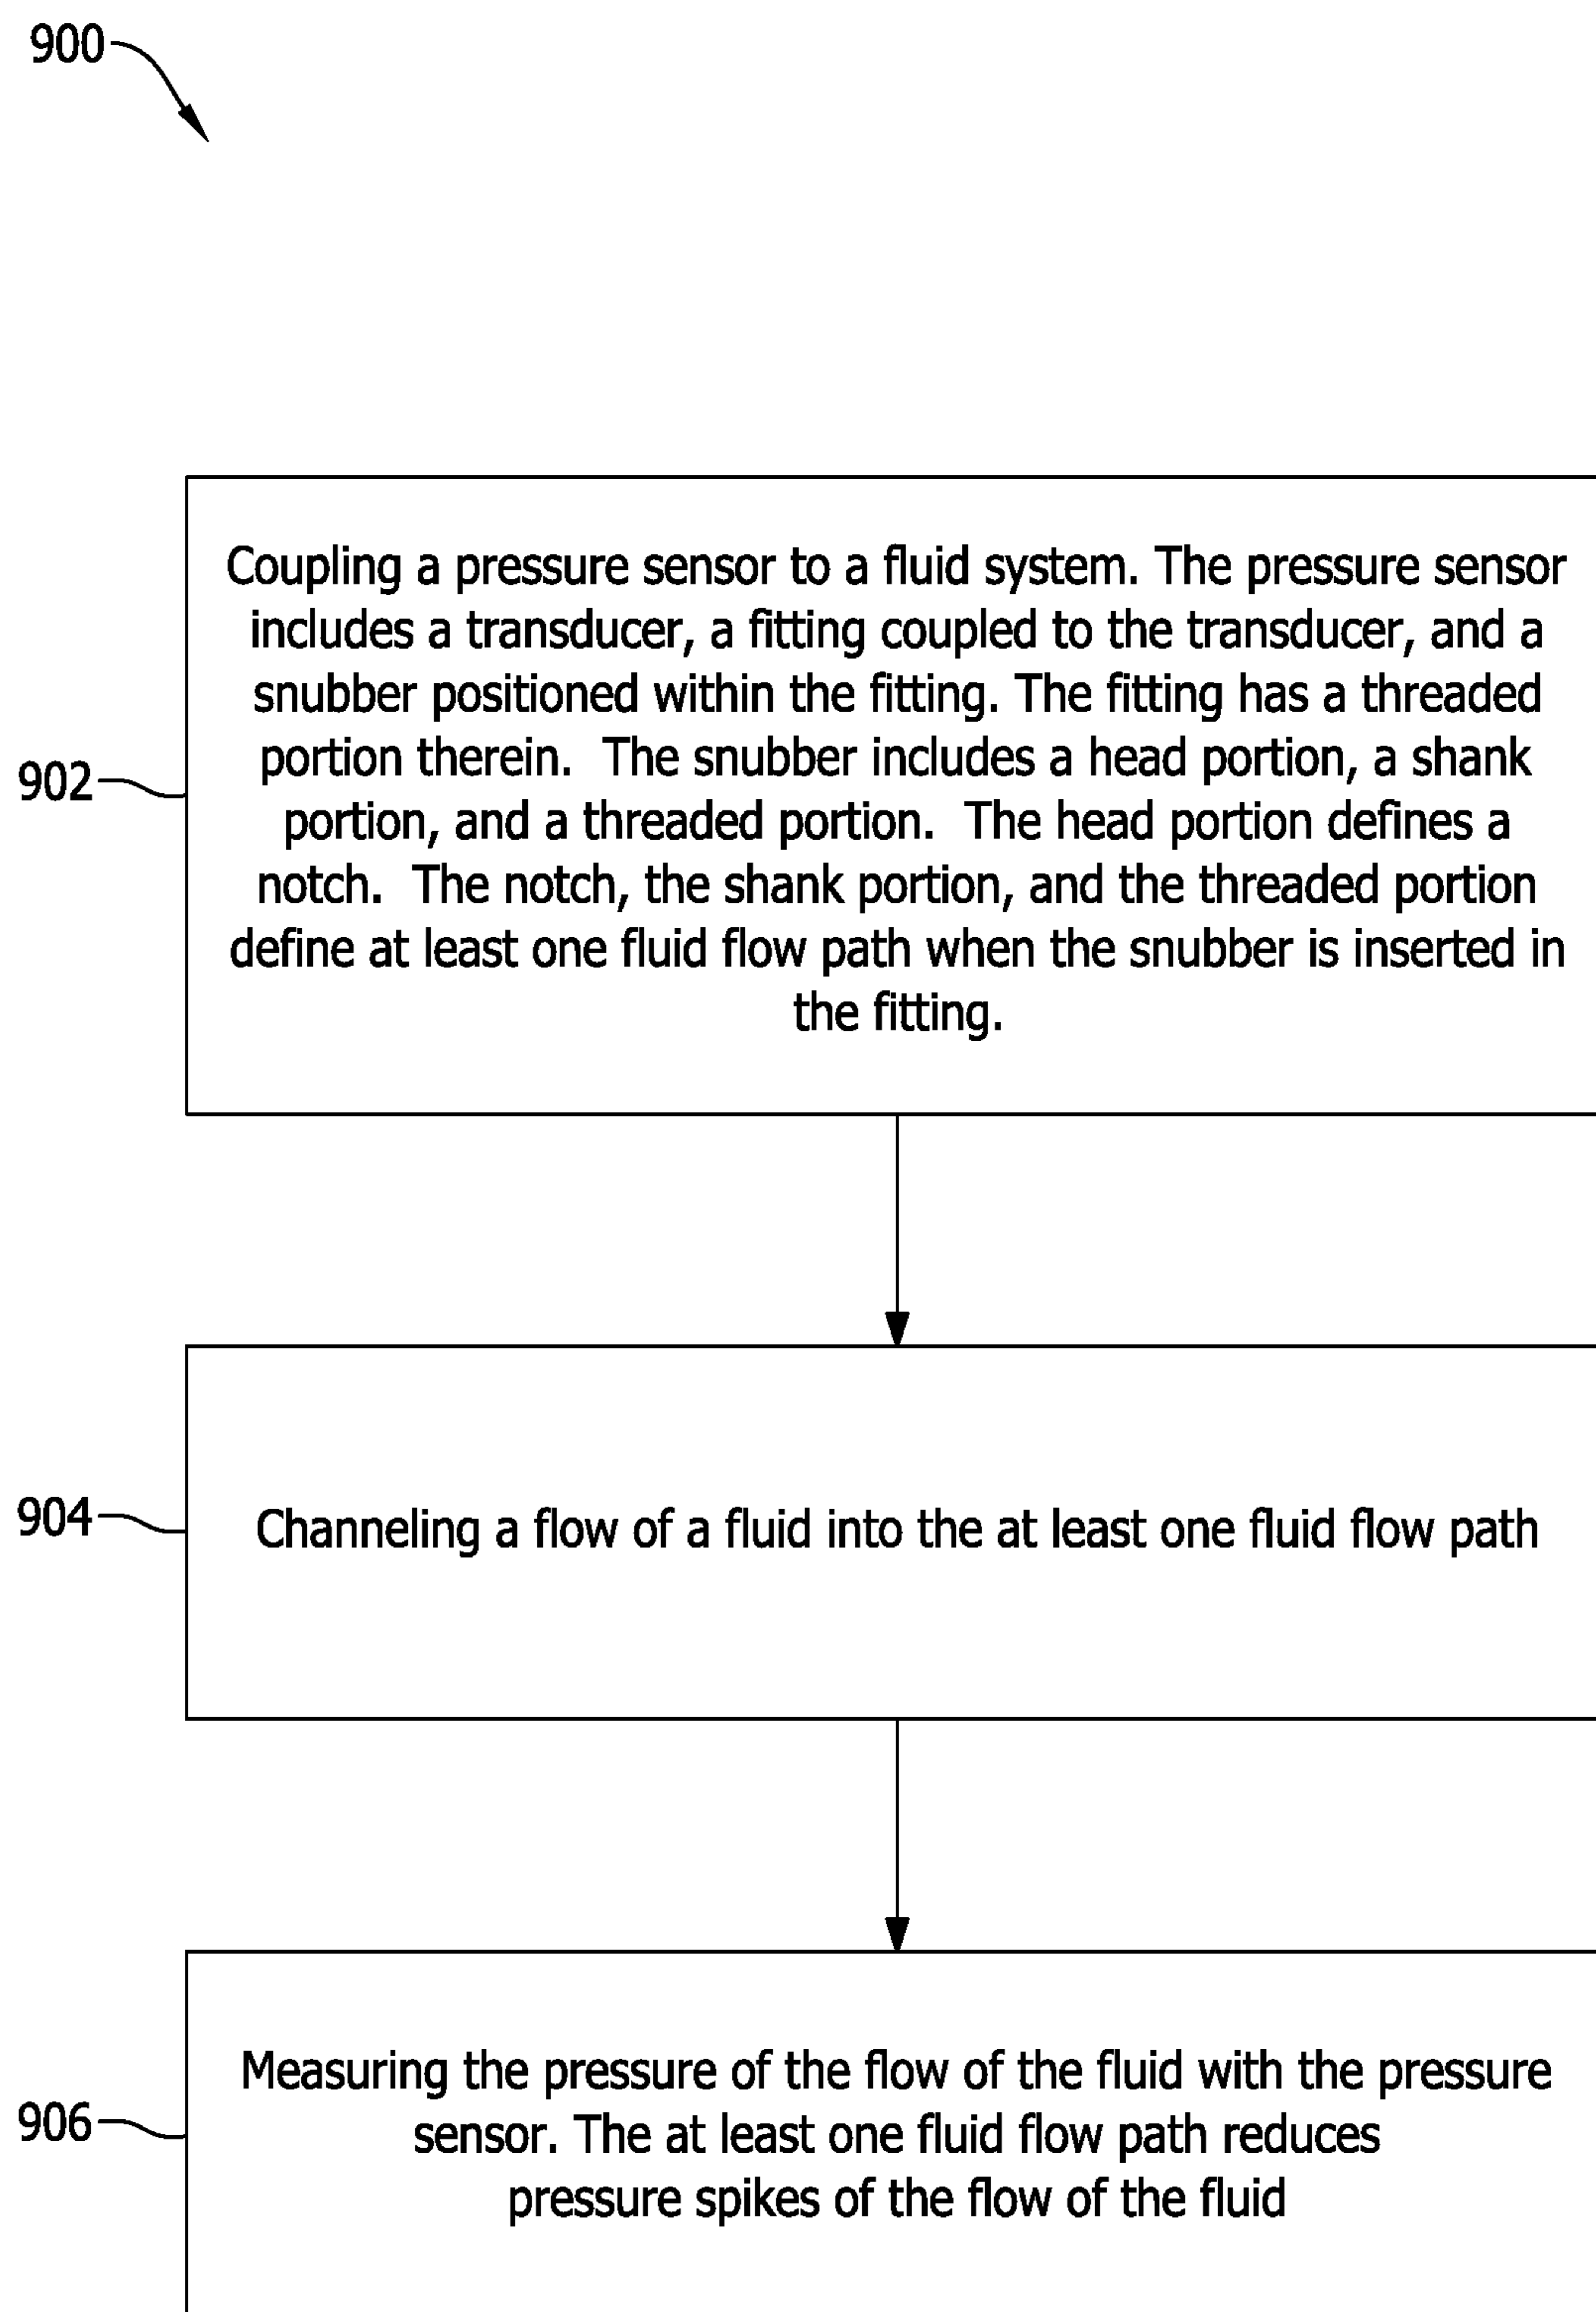 900
902
Coupling a pressure sensor to a fluid system. The pressure sensor
includes a transducer, a fitting coupled to the transducer, and a
snubber positioned within the fitting. The fitting has a threaded
portion therein.  The snubber includes a head portion, a shank
portion, and a threaded portion.  The head portion defines a
notch.  The notch, the shank portion, and the threaded portion
define at least one fluid flow path when the snubber is inserted in
the fitting.
904
Channeling a flow of a fluid into the at least one fluid flow path
906
Measuring the pressure of the flow of the fluid with the pressure
sensor. The at least one fluid flow path reduces
pressure spikes of the flow of the fluid